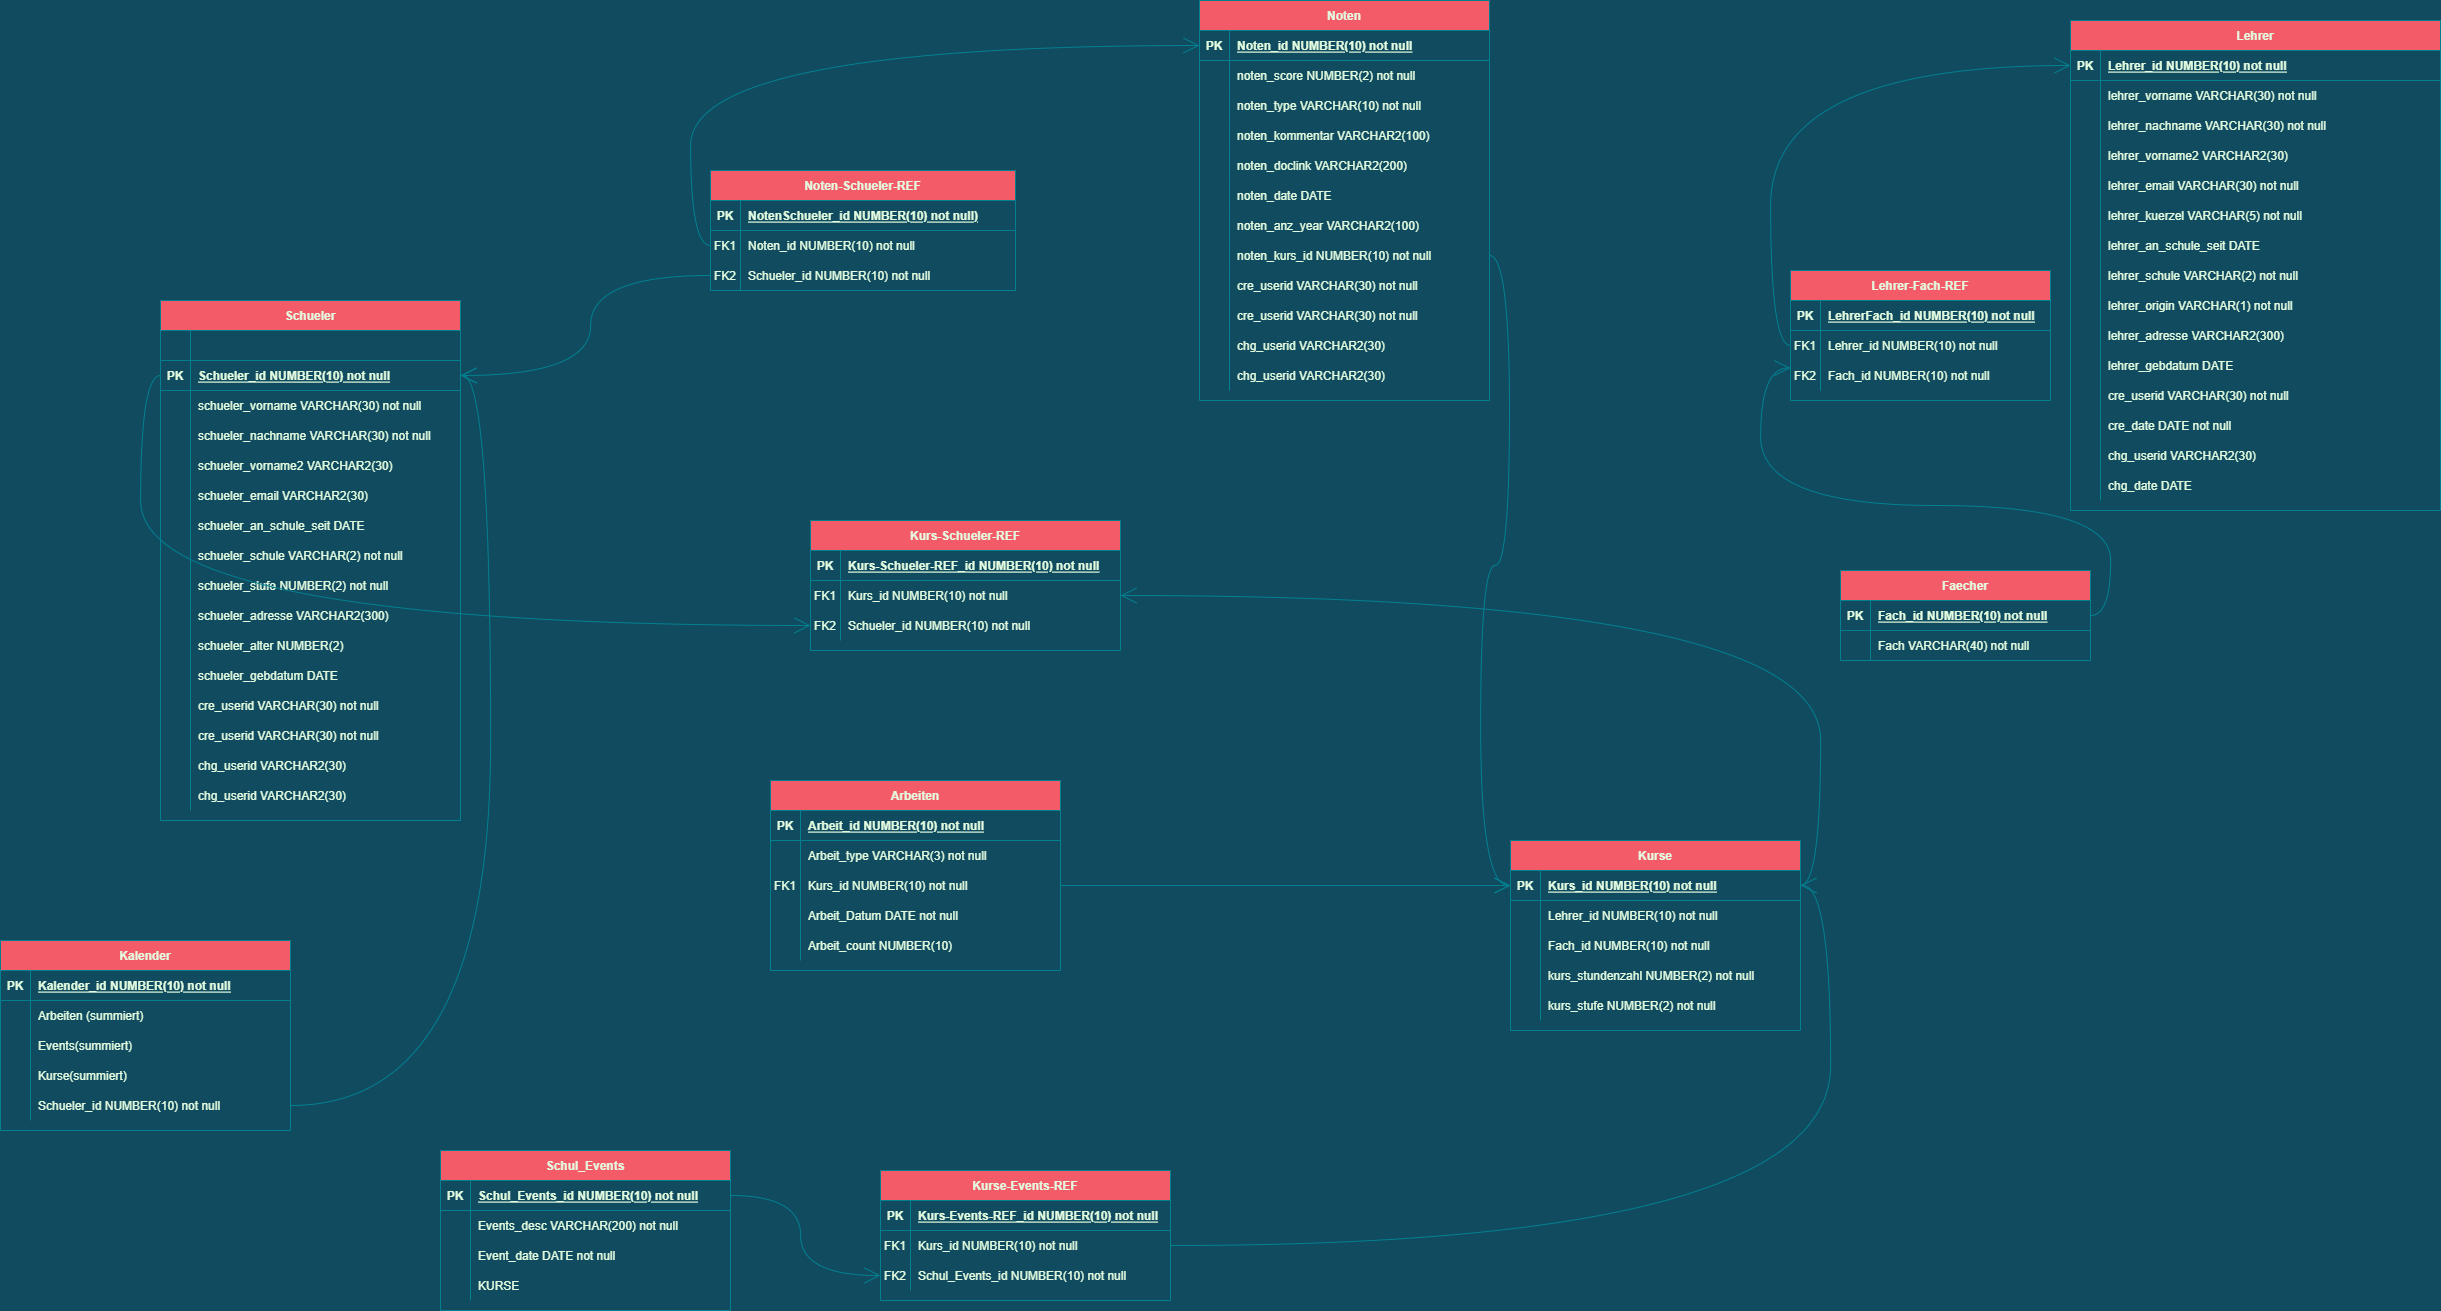 Noten
PK Noten_id NUMBER(10) not null
noten_score NUMBER(2) not null
noten_type VARCHAR(10) not null
noten_kommentar VARCHAR2(100)
noten_doclink VARCHAR2(200)
noten_date DATE
noten_anz_year VARCHAR2(100)
noten_kurs_id NUMBER(10) not null
cre_userid VARCHAR(30) not null
cre_userid VARCHAR(30) not null
chg_userid VARCHAR2(30)
chg_userid VARCHAR2(30)
Lehrer
PK Lehrer_id NUMBER(10) not null
lehrer_vorname VARCHAR(30) not null
lehrer_nachname VARCHAR(30) not null
lehrer_vorname2 VARCHAR2(30)
lehrer_email VARCHAR(30) not null
lehrer_kuerzel VARCHAR(5) not null
lehrer_an_schule_seit DATE
lehrer_schule VARCHAR(2) not null
lehrer_origin VARCHAR(1) not null
lehrer_adresse VARCHAR2(300)
lehrer_gebdatum DATE
cre_userid VARCHAR(30) not null
cre_date DATE not null
chg_userid VARCHAR2(30)
chg_date DATE
Noten-Schueler-REF
PK NotenSchueler_id NUMBER(10) not null)
FK1 Noten_id NUMBER(10) not null
FK2 Schueler_id NUMBER(10) not null
Lehrer-Fach-REF
PK LehrerFach_id NUMBER(10) not null
FK1 Lehrer_id NUMBER(10) not null
FK2 Fach_id NUMBER(10) not null
Schueler
PK Schueler_id NUMBER(10) not null
schueler_vorname VARCHAR(30) not null
schueler_nachname VARCHAR(30) not null
schueler_vorname2 VARCHAR2(30)
schueler_email VARCHAR2(30)
schueler_an_schule_seit DATE
schueler_schule VARCHAR(2) not null
schueler_stufe NUMBER(2) not null
schueler_adresse VARCHAR2(300)
schueler_alter NUMBER(2)
schueler_gebdatum DATE
cre_userid VARCHAR(30) not null
cre_userid VARCHAR(30) not null
chg_userid VARCHAR2(30)
chg_userid VARCHAR2(30)
Kurs-Schueler-REF
PK Kurs-Schueler-REF_id NUMBER(10) not null
FK1 Kurs_id NUMBER(10) not null
FK2 Schueler_id NUMBER(10) not null
Faecher
PK Fach_id NUMBER(10) not null
Fach VARCHAR(40) not null
Arbeiten
PK Arbeit_id NUMBER(10) not null
Arbeit_type VARCHAR(3) not null
FK1 Kurs_id NUMBER(10) not null
Arbeit_Datum DATE not null
Arbeit_count NUMBER(10)
Kurse
PK Kurs_id NUMBER(10) not null
Lehrer_id NUMBER(10) not null
Fach_id NUMBER(10) not null
kurs_stundenzahl NUMBER(2) not null
kurs_stufe NUMBER(2) not null
Kalender
PK Kalender_id NUMBER(10) not null
Arbeiten (summiert)
Events(summiert)
Kurse(summiert)
Schueler_id NUMBER(10) not null
Schul_Events
PK Schul_Events_id NUMBER(10) not null
Events_desc VARCHAR(200) not null
Event_date DATE not null
KURSE
Kurse-Events-REF
PK Kurs-Events-REF_id NUMBER(10) not null
FK1 Kurs_id NUMBER(10) not null
FK2 Schul_Events_id NUMBER(10) not null